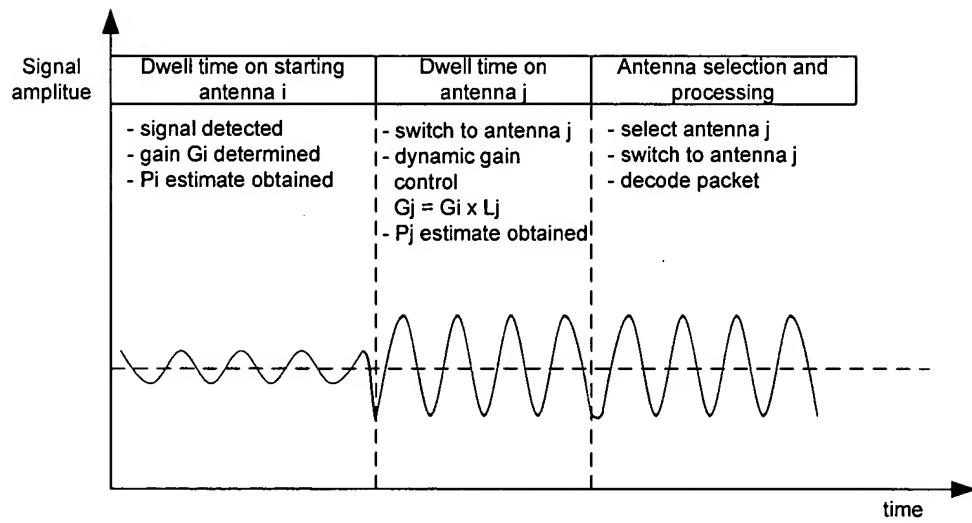 Signal
amplitue
Dwell time on starting
antenna i
Dwell time on
antenna j
Antenna selection and
processing
- signal detected
- gain Gi determined
- Pi estimate obtained
- switch to antenna j
- dynamic gain
control
Gj = Gi x Lj
- Pj estimate obtained
- select antenna j
- switch to antenna j
- decode packet
time